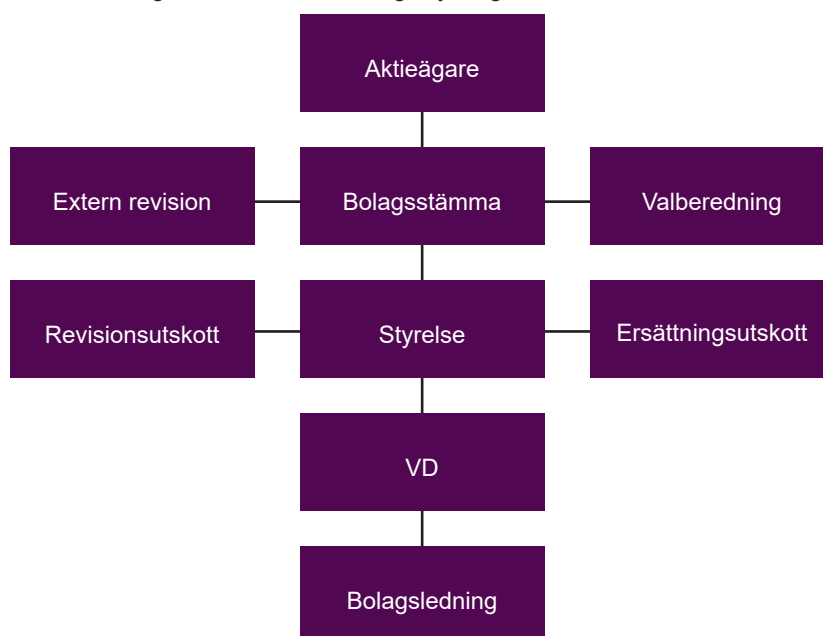 Aktieägare
Extern revision
Bolagsstämma
Valberedning
Revisionsutskott
Styrelse
Ersättningsutskott
VD
Bolagsledning